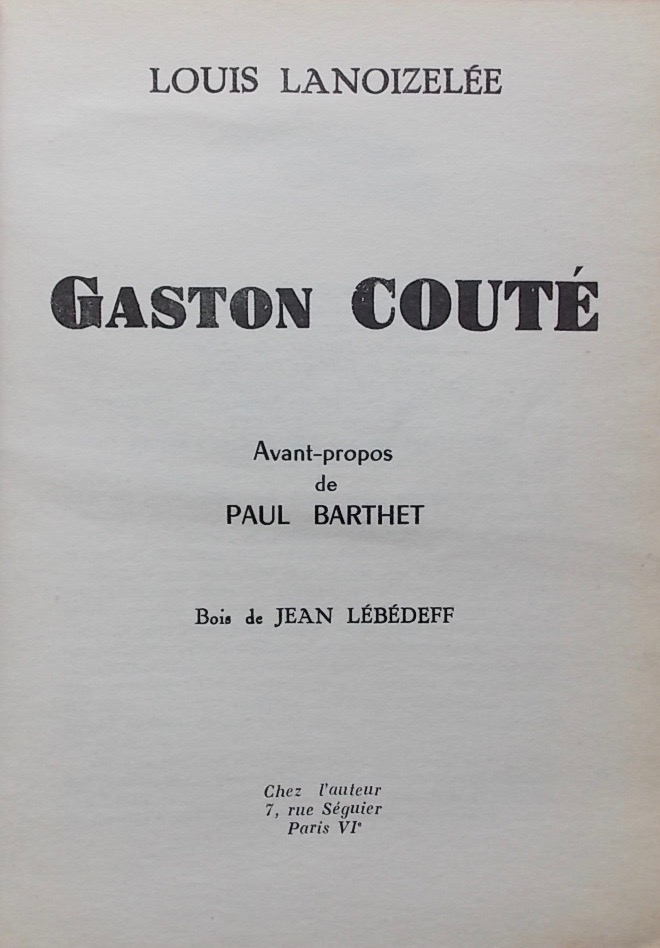 LOUIS LANOIZELÉE
GASTON COUTÉ
Avant-propos
de
PAUL BARTHET
Bois de JEAN LÉBÉDEFF
Chez l'auteur
7, rue Séguier
Paris VIᵉ